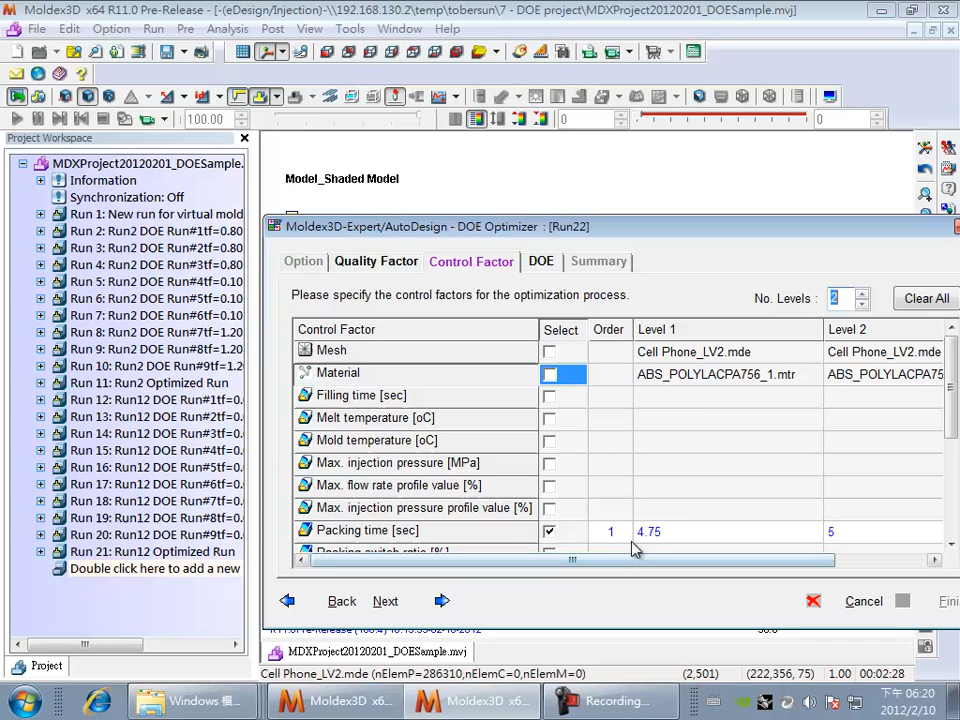 Moldex3D x64 R11.0 Pre-Release - [-(eDesign/Injection)-\\192.168.130.2\temp\tobersun\7 - DOE project\MDXProject20120201_DOESample.mvj]
File Edit Option Run Pre Analysis Post View Tools Window Help
100.00 0 0
Project Workspace
MDXProject20120201_DOESample.
Information
Synchronization: Off
Run 1: New run for virtual mold
Run 2: Run2 DOE Run#1tf=0.80
Run 3: Run2 DOE Run#2tf=0.80
Run 4: Run2 DOE Run#3tf=0.80
Run 5: Run2 DOE Run#4tf=0.10
Run 6: Run2 DOE Run#5tf=0.10
Run 7: Run2 DOE Run#6tf=0.10
Run 8: Run2 DOE Run#7tf=1.20
Run 9: Run2 DOE Run#8tf=1.20
Run 10: Run2 DOE Run#9tf=1.2
Run 11: Run2 Optimized Run
Run 12: Run12 DOE Run#1tf=0.
Run 13: Run12 DOE Run#2tf=0.
Run 14: Run12 DOE Run#3tf=0.
Run 15: Run12 DOE Run#4tf=0.
Run 16: Run12 DOE Run#5tf=0.
Run 17: Run12 DOE Run#6tf=0.
Run 18: Run12 DOE Run#7tf=0.
Run 19: Run12 DOE Run#8tf=0.
Run 20: Run12 DOE Run#9tf=0.
Run 21: Run12 Optimized Run
Double click here to add a new
Project
Model_Shaded Model
Moldex3D-Expert/AutoDesign - DOE Optimizer : [Run22]
Option Quality Factor Control Factor DOE Summary
Please specify the control factors for the optimization process. No. Levels : 2 Clear All
Control Factor Select Order Level 1 Level 2
Mesh Cell Phone_LV2.mde Cell Phone_LV2.mde
Material ABS_POLYLACPA756_1.mtr ABS_POLYLACPA75
Filling time [sec]
Melt temperature [oC]
Mold temperature [oC]
Max. injection pressure [MPa]
Max. flow rate profile value [%]
Max. injection pressure profile value [%]
Packing time [sec] 1 4.75 5
Packing switch ratio [%]
Back Next Cancel Fini
MDXProject20120201_DOESample.mvj
Cell Phone_LV2.mde (nElemP=286310,nElemC=0,nElemM=0) (2,501) (222,356, 75) 1.00 00:02:28
Windows 檔... Moldex3D x6... Moldex3D x6... Recording...
下午 06:20
2012/2/10